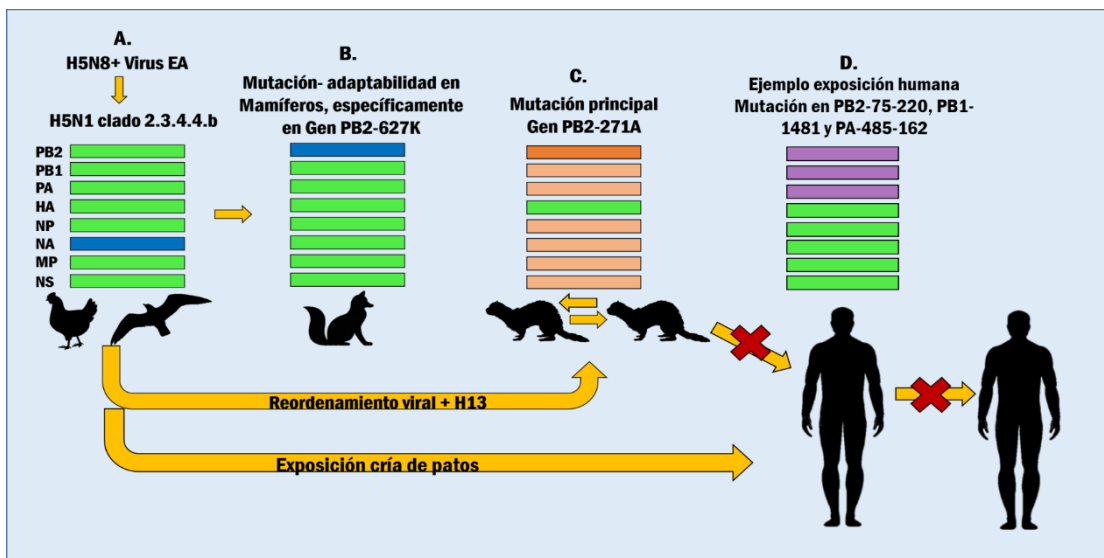 A.
H5N8+ Virus EA
H5N1 clado 2.3.4.4.b
PB2
PB1
PA
HA
NP
NA
MP
NS
B.
Mutación- adaptabilidad en
Mamíferos, específicamente
en Gen PB2-627K
C.
Mutación principal
Gen PB2-271A
D.
Ejemplo exposición humana
Mutación en PB2-75-220, PB1-
1481 y PA-485-162
Reordenamiento viral + H13
Exposición cría de patos